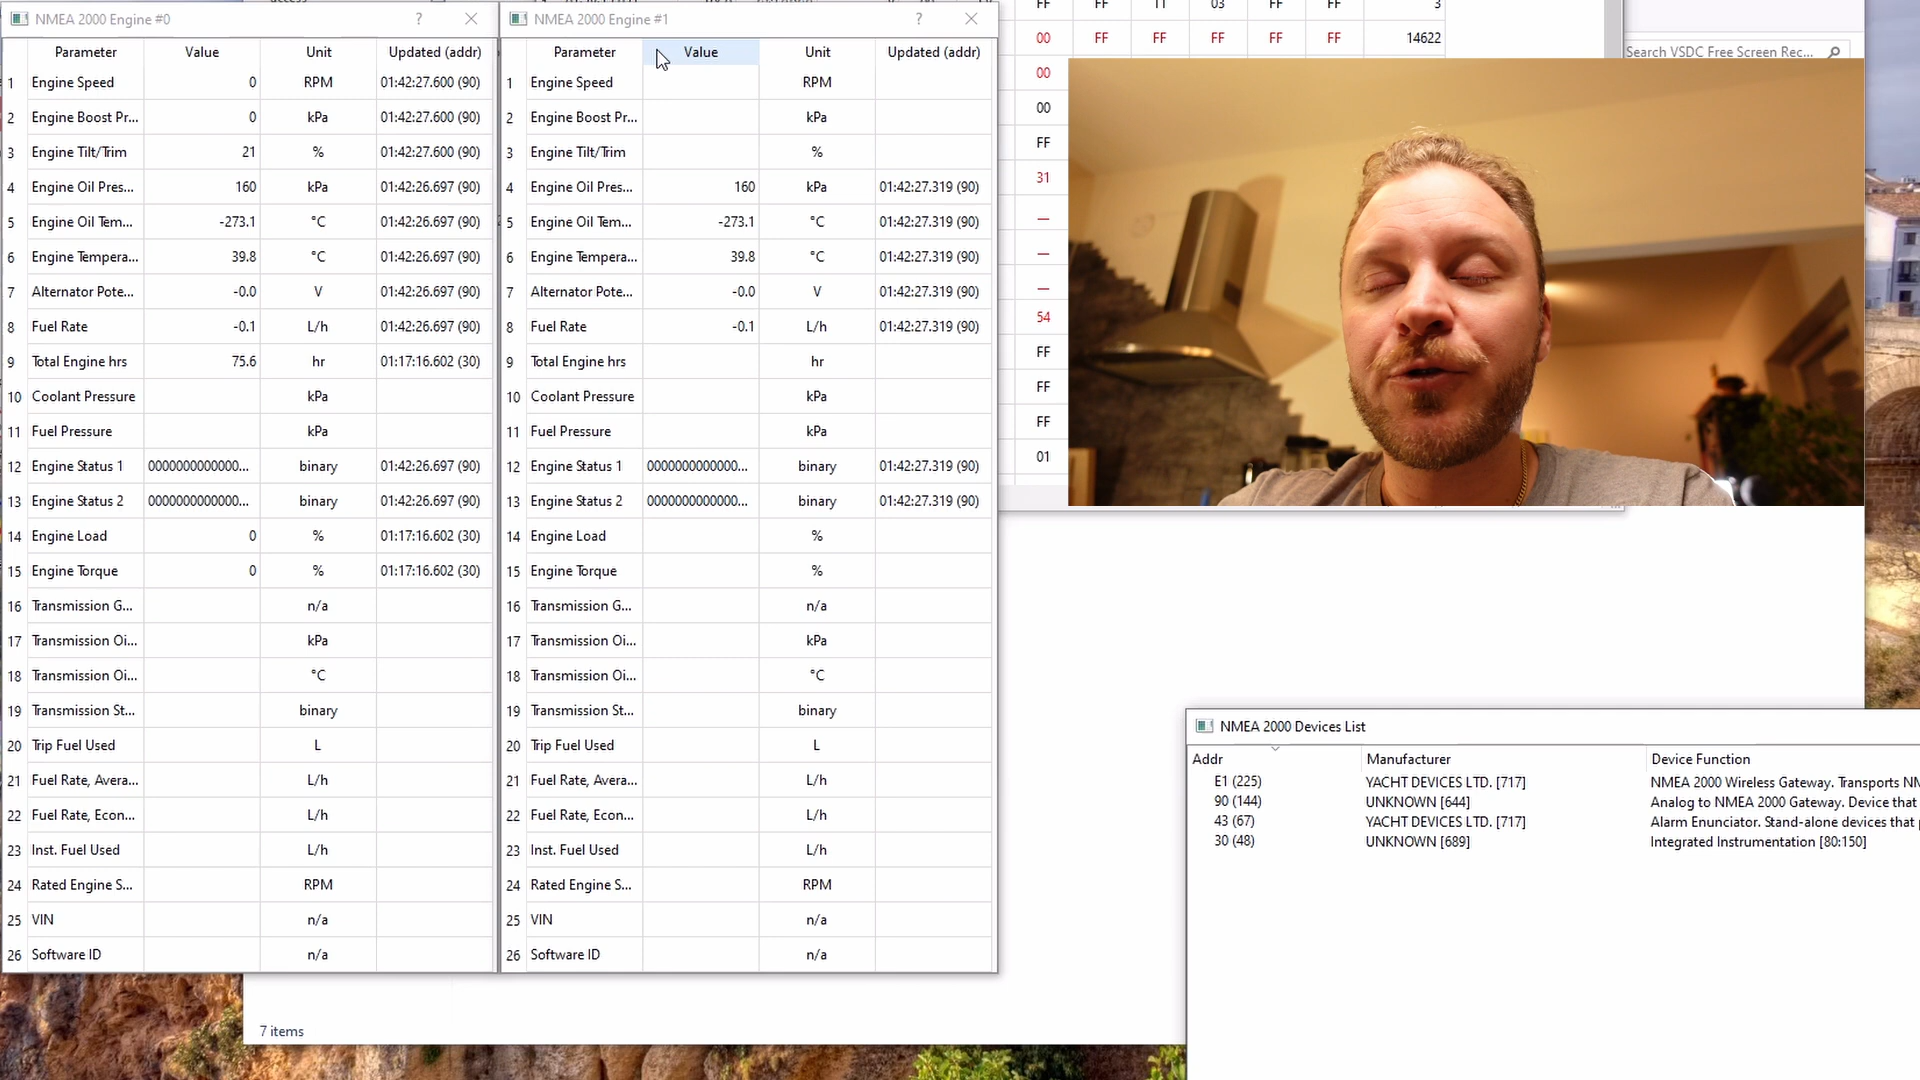 NMEA 2000 Engine #0 ?
Parameter Value Unit Updated (addr)
1 Engine Speed 0 RPM 01:42:27.600 (90)
2 Engine Boost Pr... 0 kPa 01:42:27.600 (90)
3 Engine Tilt/Trim 21 % 01:42:27.600 (90)
4 Engine Oil Pres... 160 kPa 01:42:26.697 (90)
5 Engine Oil Tem... -273.1 °C 01:42:26.697 (90)
6 Engine Tempera... 39.8 °C 01:42:26.697 (90)
7 Alternator Pote... -0.0 V 01:42:26.697 (90)
8 Fuel Rate -0.1 L/h 01:42:26.697 (90)
9 Total Engine hrs 75.6 hr 01:17:16.602 (30)
10 Coolant Pressure kPa
11 Fuel Pressure kPa
12 Engine Status 1 0000000000000... binary 01:42:26.697 (90)
13 Engine Status 2 0000000000000... binary 01:42:26.697 (90)
14 Engine Load 0 % 01:17:16.602 (30)
15 Engine Torque 0 % 01:17:16.602 (30)
16 Transmission G... n/a
17 Transmission Oi... kPa
18 Transmission Oi... °C
19 Transmission St... binary
20 Trip Fuel Used L
21 Fuel Rate, Avera... L/h
22 Fuel Rate, Econ... L/h
23 Inst. Fuel Used L/h
24 Rated Engine S... RPM
25 VIN n/a
26 Software ID n/a
NMEA 2000 Engine #1 ?
Parameter Value Unit Updated (addr)
1 Engine Speed RPM
2 Engine Boost Pr... kPa
3 Engine Tilt/Trim %
4 Engine Oil Pres... 160 kPa 01:42:27.319 (90)
5 Engine Oil Tem... -273.1 °C 01:42:27.319 (90)
6 Engine Tempera... 39.8 °C 01:42:27.319 (90)
7 Alternator Pote... -0.0 V 01:42:27.319 (90)
8 Fuel Rate -0.1 L/h 01:42:27.319 (90)
9 Total Engine hrs hr
10 Coolant Pressure kPa
11 Fuel Pressure kPa
12 Engine Status 1 0000000000000... binary 01:42:27.319 (90)
13 Engine Status 2 0000000000000... binary 01:42:27.319 (90)
14 Engine Load %
15 Engine Torque %
16 Transmission G... n/a
17 Transmission Oi... kPa
18 Transmission Oi... °C
19 Transmission St... binary
20 Trip Fuel Used L
21 Fuel Rate, Avera... L/h
22 Fuel Rate, Econ... L/h
23 Inst. Fuel Used L/h
24 Rated Engine S... RPM
25 VIN n/a
26 Software ID n/a
FF FF 11 03 FF FF 3
00 FF FF FF FF FF 14622
00
00
FF
31
—
—
—
54
FF
FF
FF
01
Search VSDC Free Screen Rec...
NMEA 2000 Devices List
Addr Manufacturer Device Function
E1 (225) YACHT DEVICES LTD. [717] NMEA 2000 Wireless Gateway. Transports NM
90 (144) UNKNOWN [644] Analog to NMEA 2000 Gateway. Device that
43 (67) YACHT DEVICES LTD. [717] Alarm Enunciator. Stand-alone devices that
30 (48) UNKNOWN [689] Integrated Instrumentation [80:150]
7 items